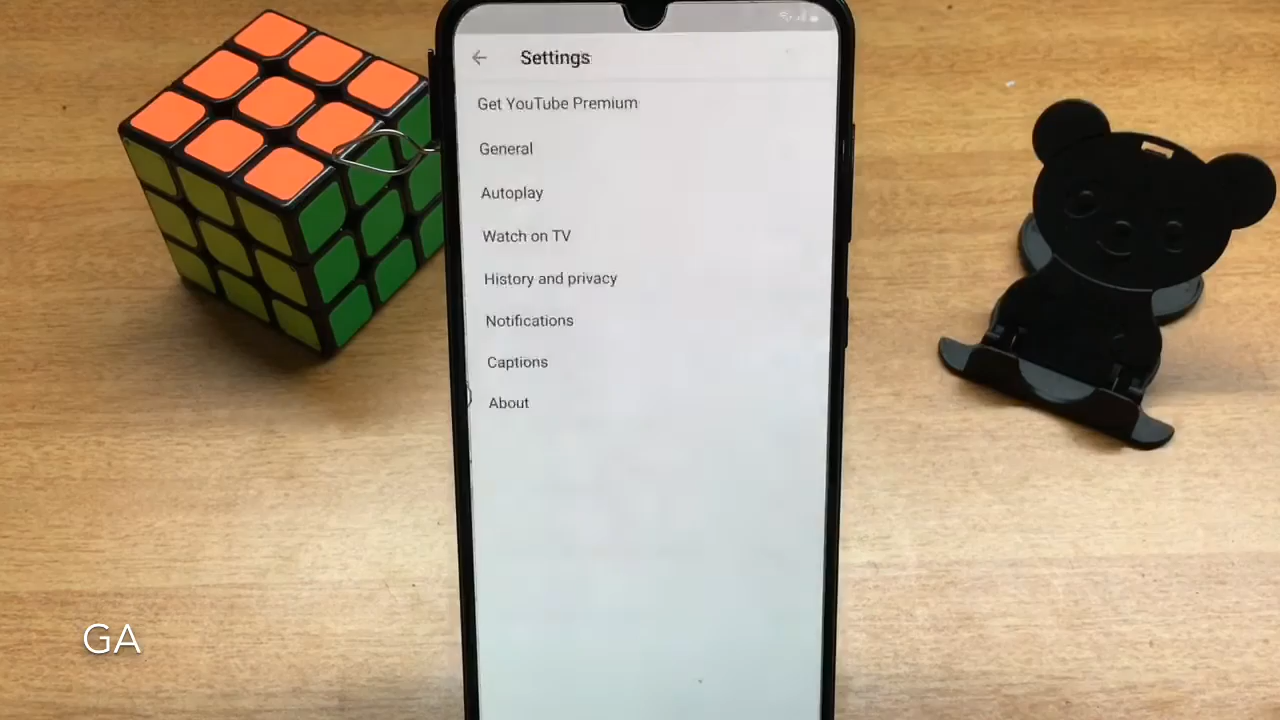 Settings
Get YouTube Premium
General
Autoplay
Watch on TV
History and privacy
Notifications
Captions
About
GA